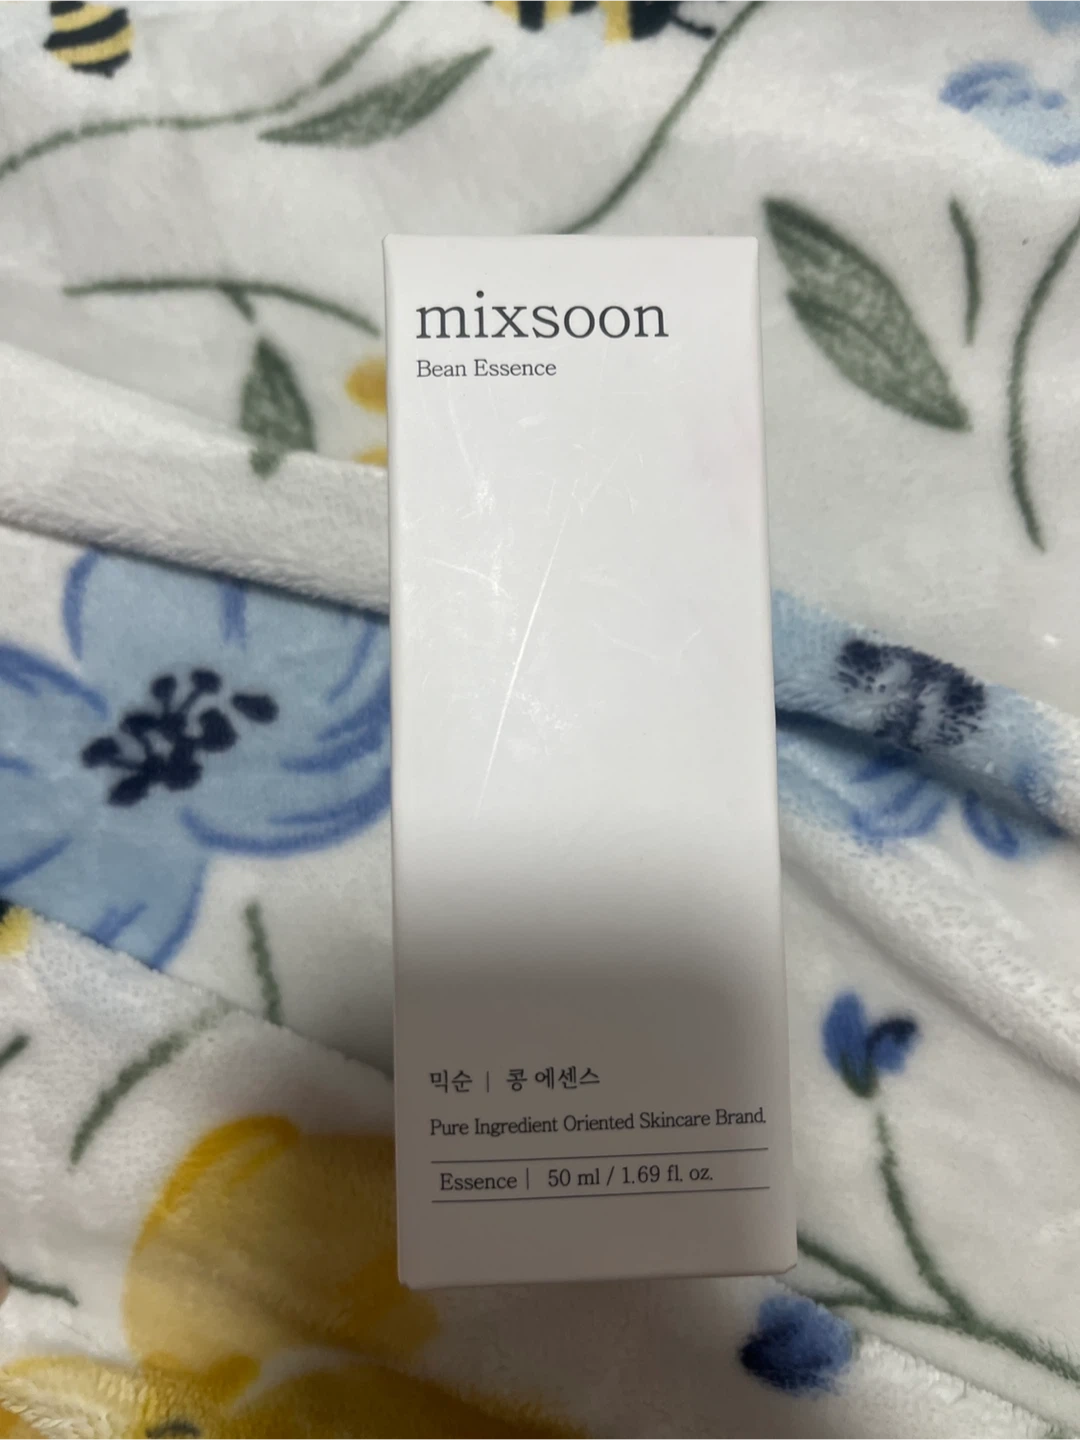 mixsoon
Bean Essence
믹순 | 콩 에센스
Pure Ingredient Oriented Skincare Brand.
Essence | 50 ml / 1.69 fl. oz.